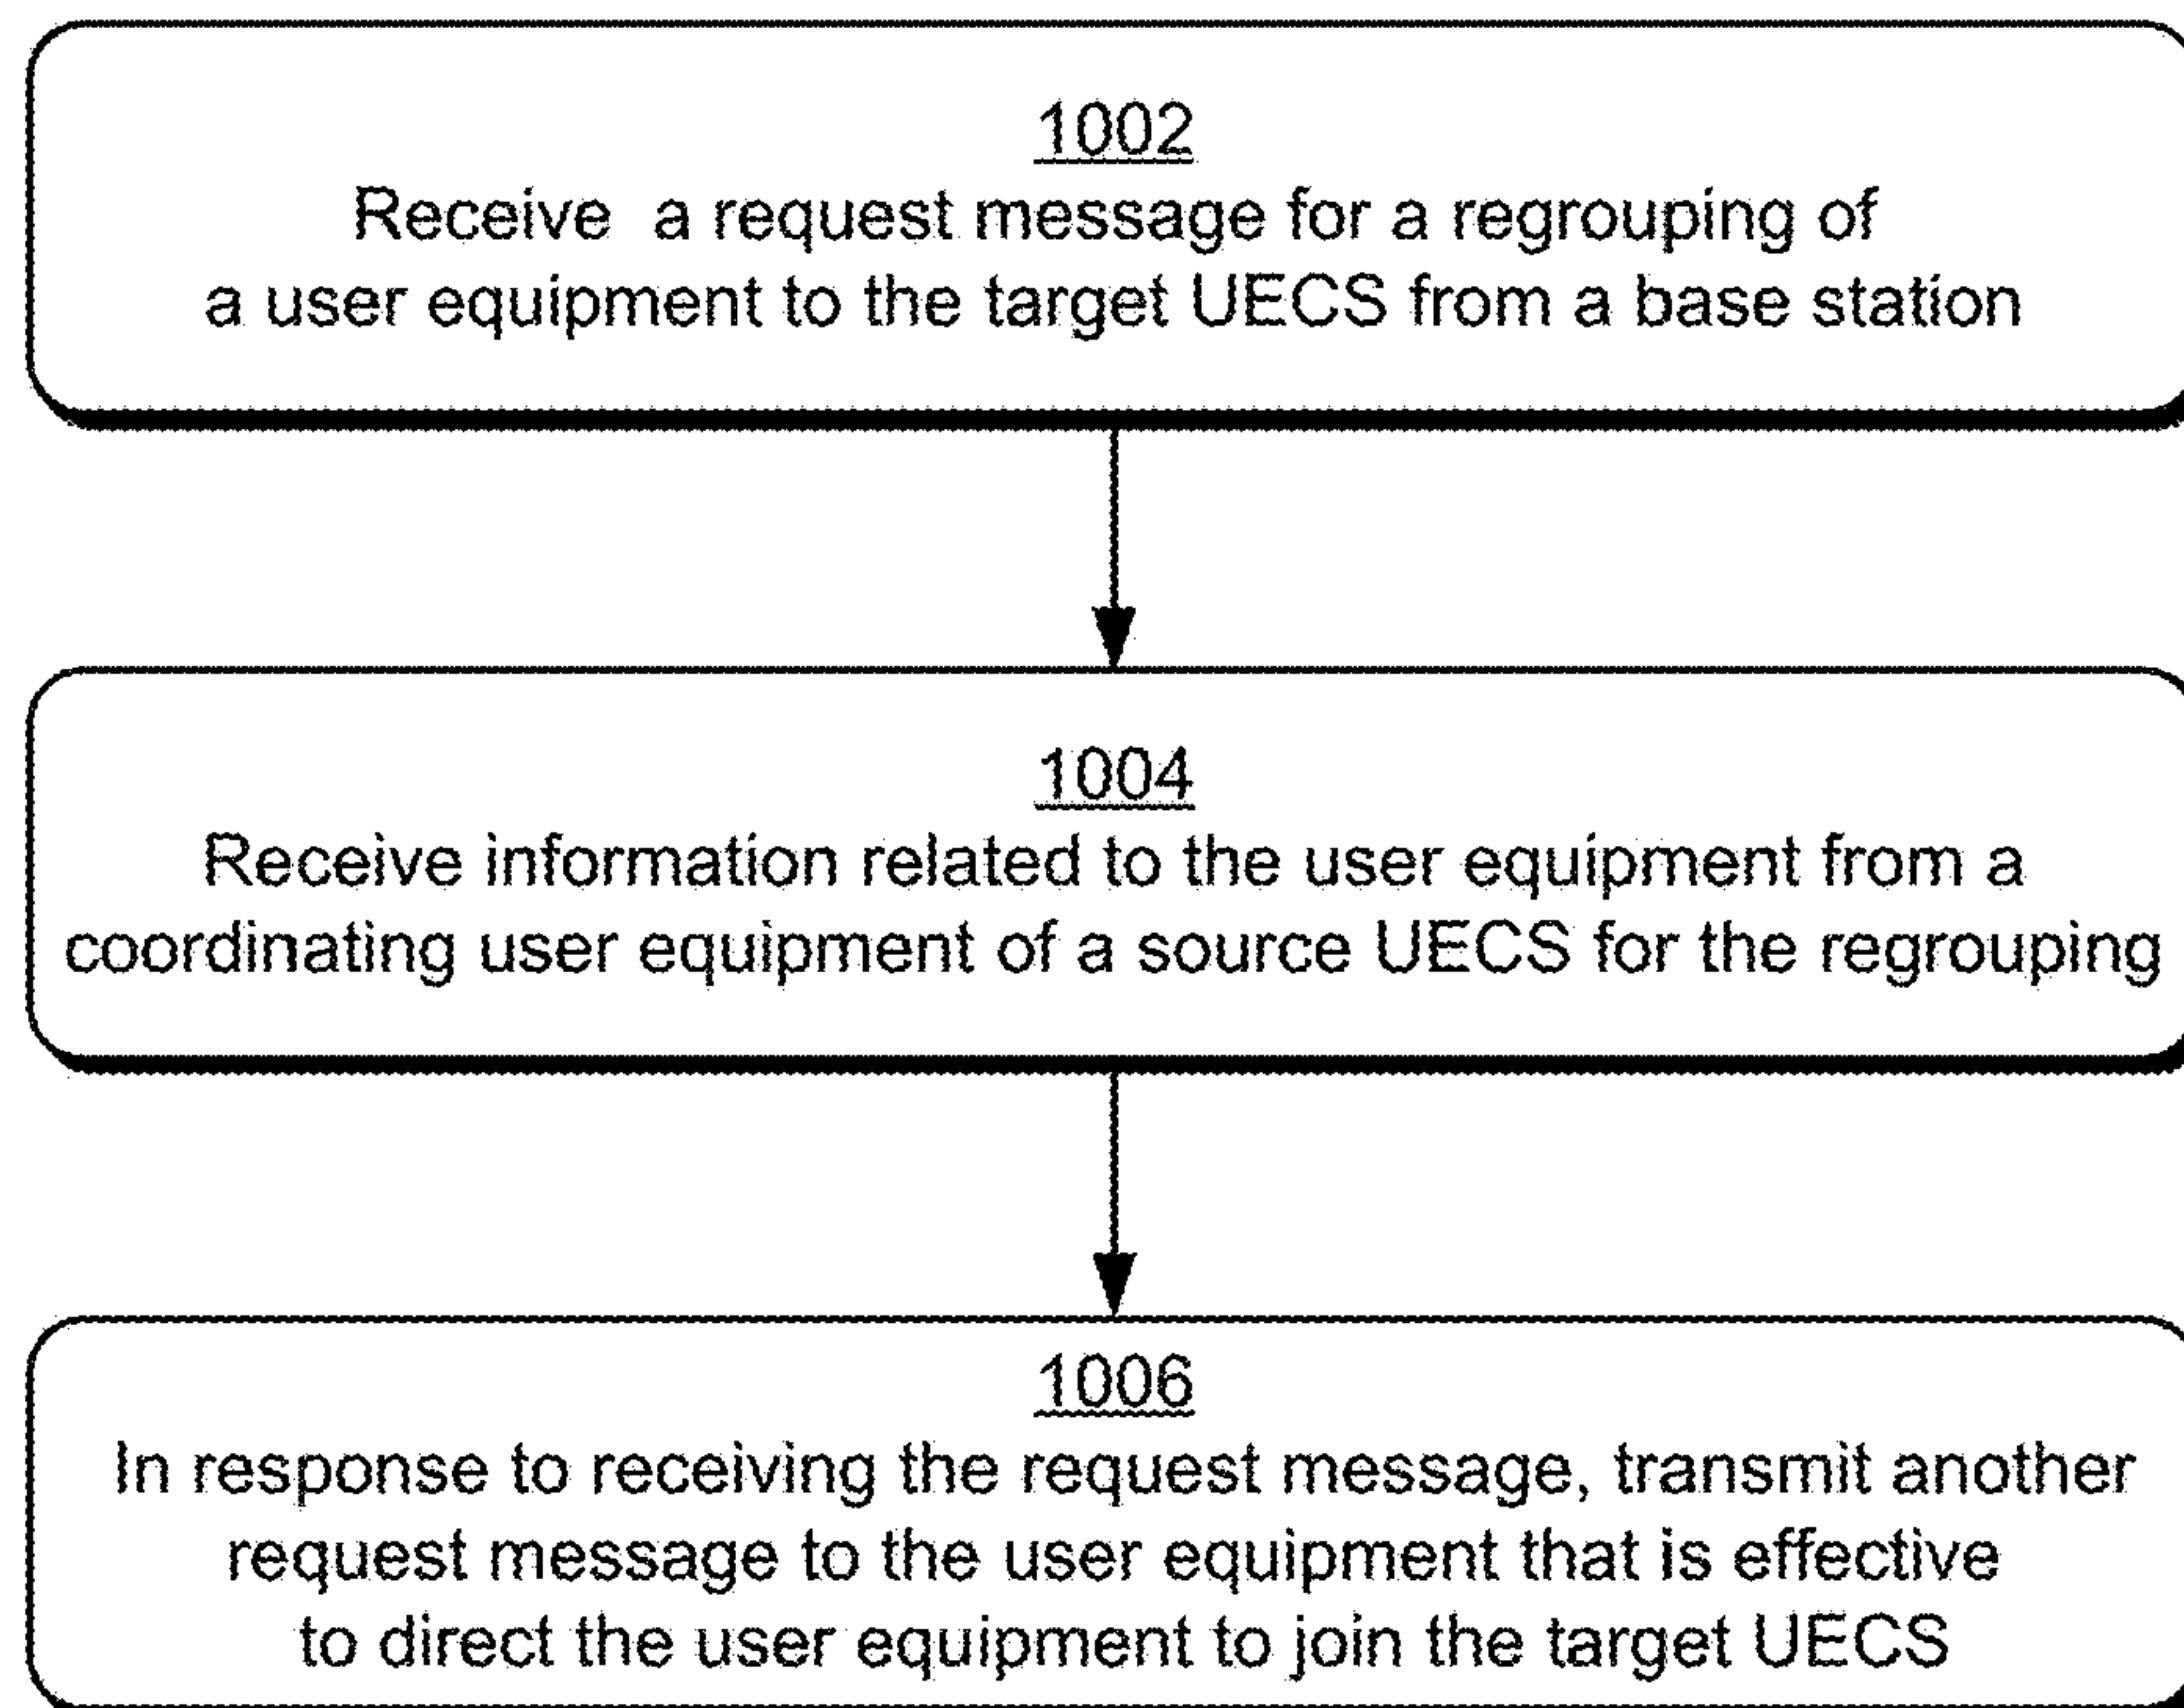 1002
Receive a request message for a regrouping of
a user equipment to the target UECS from a base station
1004
Receive information related to the user equipment from a
coordinating user equipment of a source UECS for the regrouping
1006
In response to receiving the request message, transmit another
request message to the user equipment that is effective
to direct the user equipment to join the target UECS